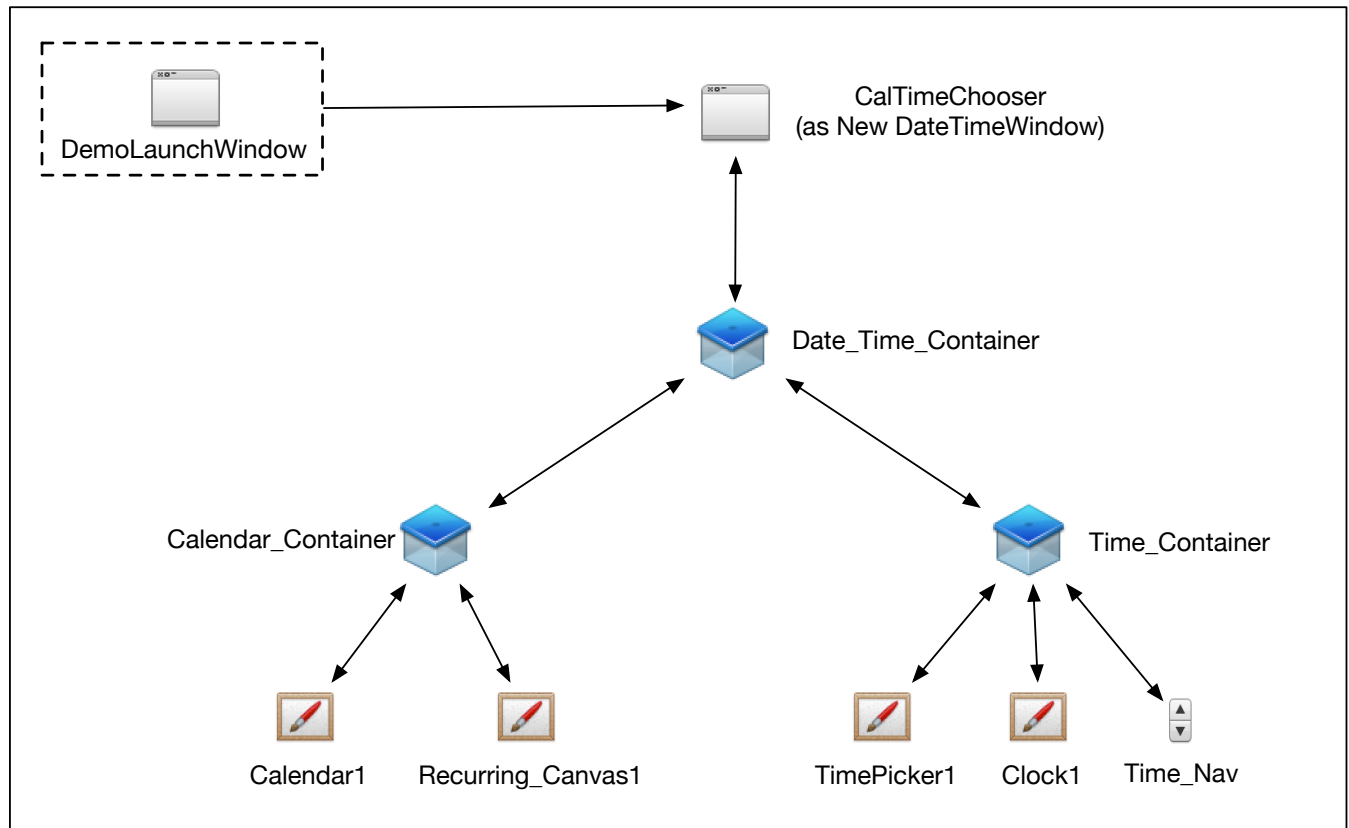 CalTimeChooser
(as New DateTimeWindow)
DemoLaunchWindow
Date_Time_Container
Calendar_Container
Time_Container
Calendar1
Recurring_Canvas1
TimePicker1
Clock1
Time_Nav